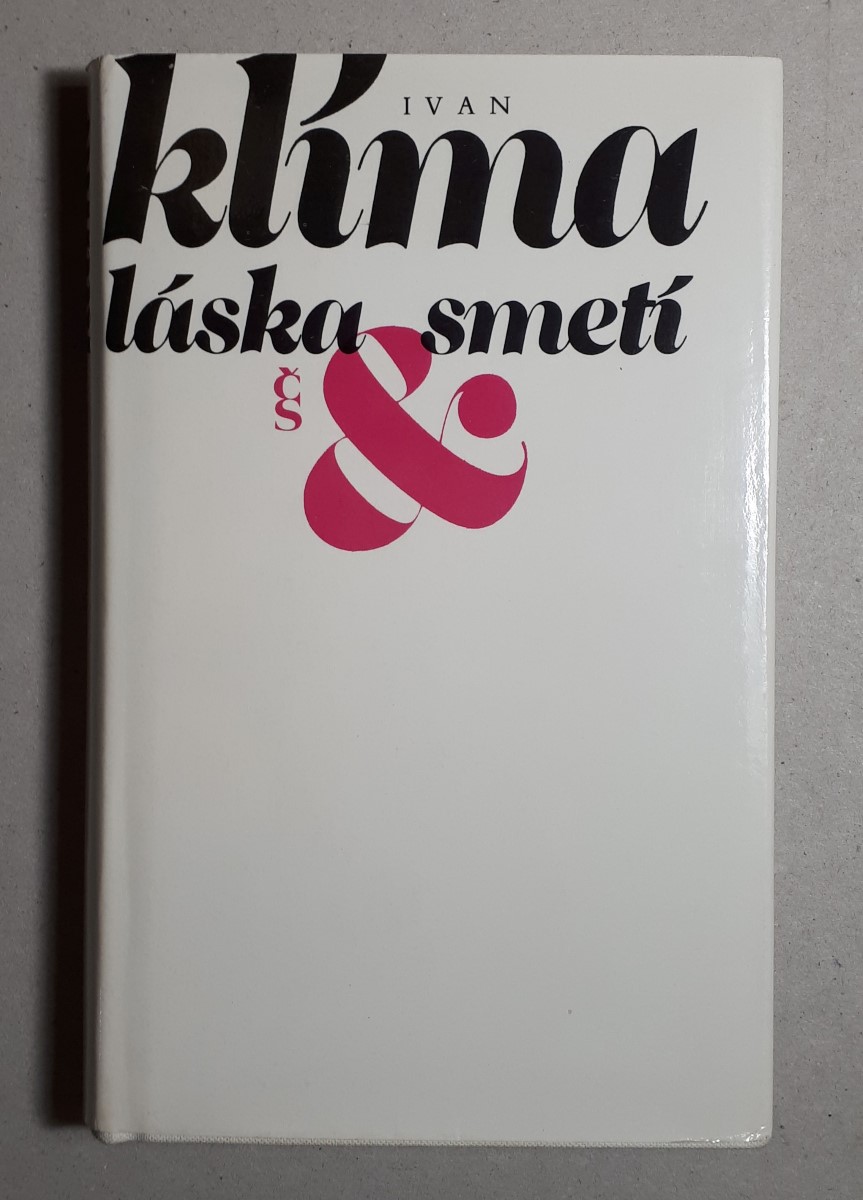 IVAN
klíma
láska & smetí
čs